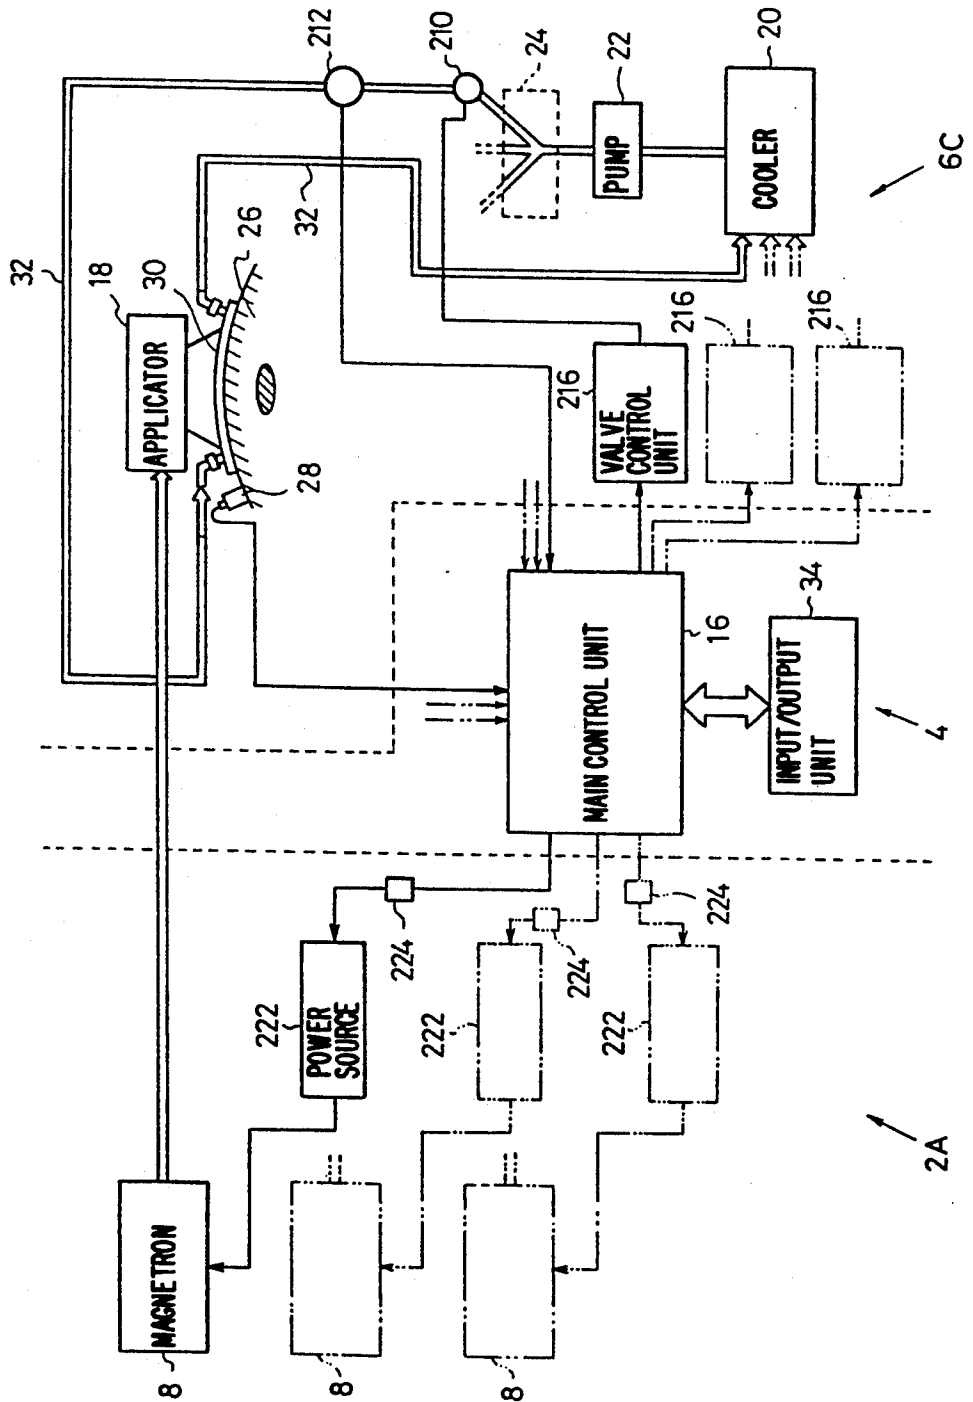 8
MAGNETRON
8
8
222
POWER
SOURCE
222
222
224
224
224
2A
32
18
APPLICATOR
30
26
28
32
MAIN CONTROL UNIT
16
34
INPUT/OUTPUT
UNIT
4
212
210
24
22
PUMP
20
COOLER
6C
216
VALVE
CONTROL
UNIT
216
216